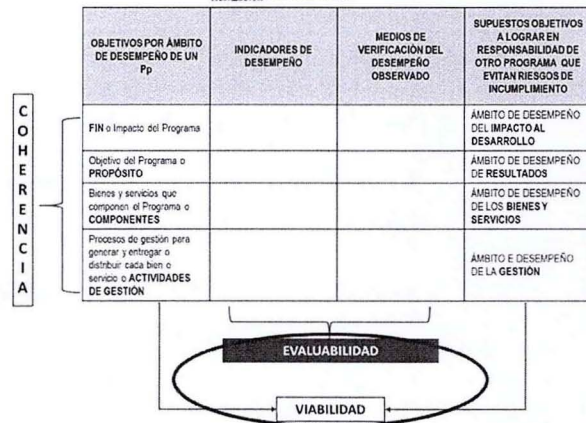 OBJETIVOS POR ÁMBITO
DE DESEMPEÑO DE UN
Pp
INDICADORES DE
DESEMPEÑO
MEDIOS DE
VERIFICACIÓN DEL
DESEMPEÑO
OBSERVADO
SUPUESTOS OBJETIVOS
A LOGRAR EN
RESPONSABILIDAD DE
OTRO PROGRAMA QUE
EVITAN RIESGOS DE
INCUMPLIMIENTO
COHERENCIA
FIN o Impacto del Programa
ÁMBITO DE DESEMPEÑO
DEL IMPACTO AL
DESARROLLO
Objetivo del Programa o
PROPÓSITO
ÁMBITO DE DESEMPEÑO
DE RESULTADOS
Bienes y servicios que
componen el Programa o
COMPONENTES
ÁMBITO DE DESEMPEÑO
DE LOS BIENES Y
SERVICIOS
Procesos de gestión para
generar y entregar o
distribuir cada bien o
servicio o ACTIVIDADES
DE GESTIÓN
ÁMBITO E DESEMPEÑO
DE LA GESTIÓN
EVALUABILIDAD
VIABILIDAD